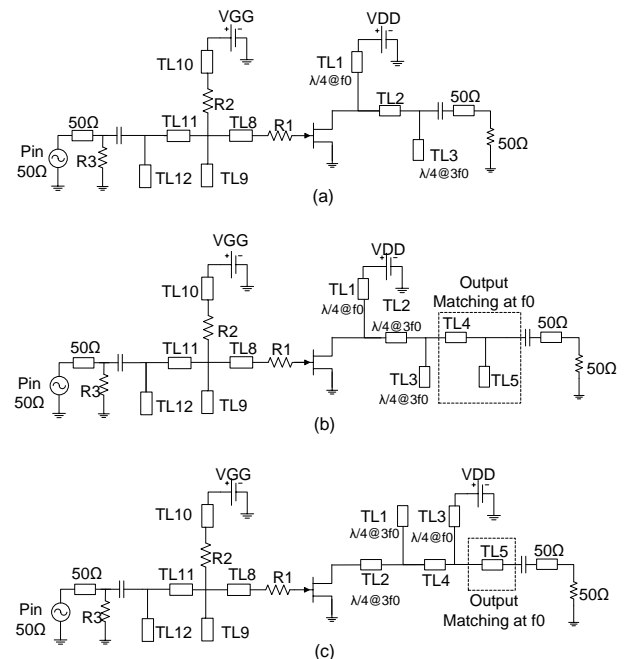 VGG
VDD
TL10
TL1
λ/4@f0
R2
TL2
50Ω
50Ω
TL11
TL8
R1
50Ω
Pin
50Ω
R3
TL12
TL9
TL3
λ/4@3f0
(a)
VGG
VDD
TL10
TL1
λ/4@f0
TL2
λ/4@3f0
Output
Matching at f0
TL4
50Ω
R2
50Ω
TL11
TL8
R1
50Ω
Pin
50Ω
R3
TL12
TL9
TL3
λ/4@3f0
TL5
(b)
VGG
VDD
TL10
TL1
λ/4@3f0
TL3
λ/4@f0
R2
50Ω
TL11
TL8
R1
TL2
λ/4@3f0
TL4
TL5
50Ω
50Ω
Pin
50Ω
R3
TL12
TL9
Output
Matching at f0
(c)